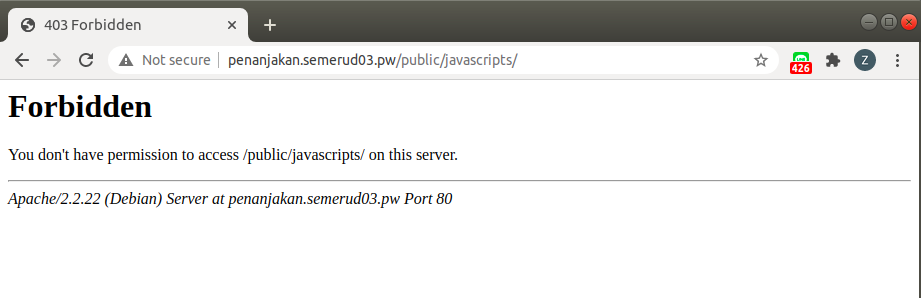 403 Forbidden
Not secure penanjakan.semerud03.pw/public/javascripts/
426
Z
Forbidden
You don't have permission to access /public/javascripts/ on this server.
Apache/2.2.22 (Debian) Server at penanjakan.semerud03.pw Port 80